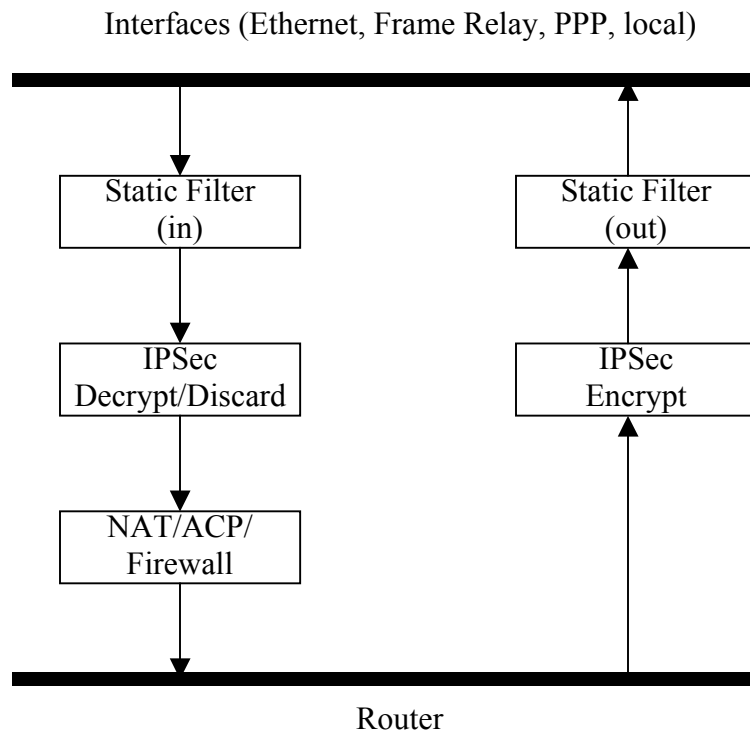 Interfaces (Ethernet, Frame Relay, PPP, local)
Static Filter
(in)
IPSec
Decrypt/Discard
NAT/ACP/
Firewall
Static Filter
(out)
IPSec
Encrypt
Router